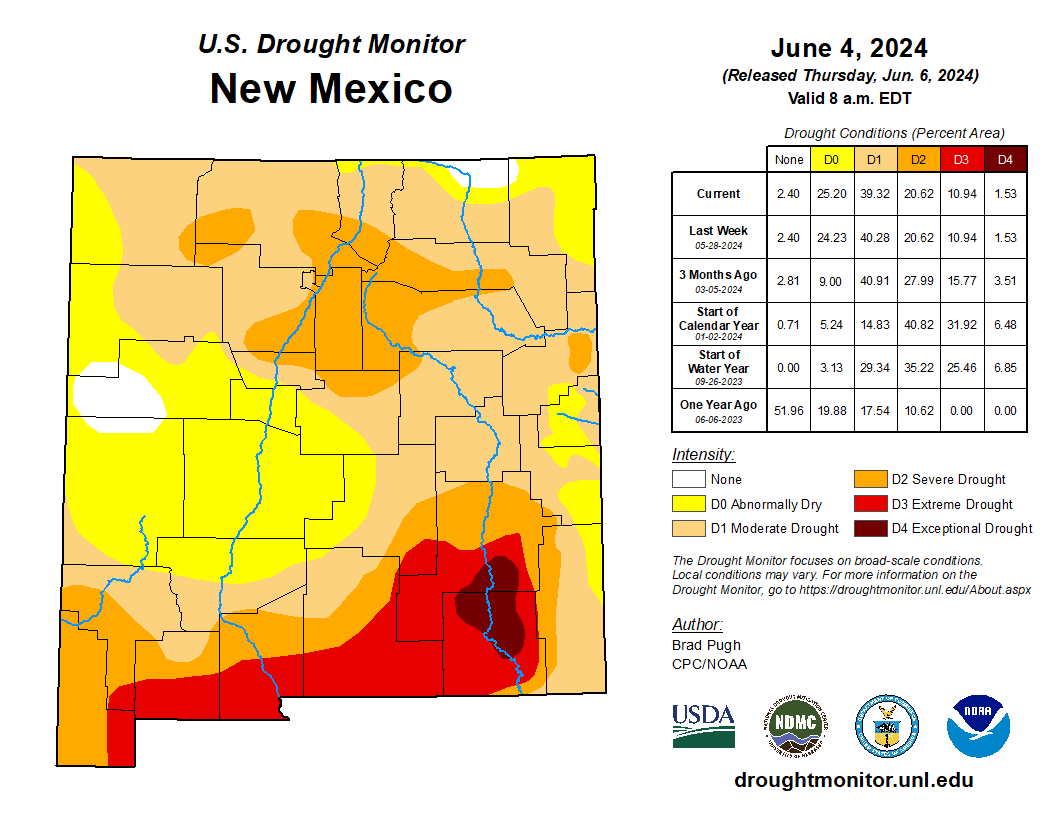 U.S. Drought Monitor
New Mexico
June 4, 2024
(Released Thursday, Jun. 6, 2024)
Valid 8 a.m. EDT
Drought Conditions (Percent Area)
None D0 D1 D2 D3 D4
Current 2.40 25.20 39.32 20.62 10.94 1.53
Last Week 2.40 24.23 40.28 20.62 10.94 1.53
05-28-2024
3 Months Ago 2.81 9.00 40.91 27.99 15.77 3.51
03-05-2024
Start of
Calendar Year 0.71 5.24 14.83 40.82 31.92 6.48
01-02-2024
Start of
Water Year 0.00 3.13 29.34 35.22 25.46 6.85
09-26-2023
One Year Ago 51.96 19.88 17.54 10.62 0.00 0.00
06-06-2023
Intensity:
None
D0 Abnormally Dry
D1 Moderate Drought
D2 Severe Drought
D3 Extreme Drought
D4 Exceptional Drought
The Drought Monitor focuses on broad-scale conditions.
Local conditions may vary. For more information on the
Drought Monitor, go to https://droughtmonitor.unl.edu/About.aspx
Author:
Brad Pugh
CPC/NOAA
USDA
NDMC
NOAA
droughtmonitor.unl.edu